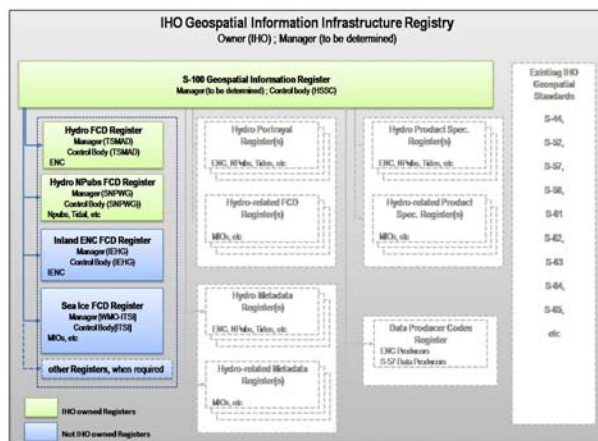 IHO Geospatial Information Infrastructure Registry
Owner (IHO) ; Manager (to be determined)
S-100 Geospatial Information Register
Manager (to be determined) ; Control body (HSSC)
Hydro FCD Register
Manager (TSMAD)
Control Body (TSMAD)
ENC
Hydro NPubs FCD Register
Manager (SNPWG)
Control Body (SNPWG))
Npubs, Tidal, etc
Inland ENC FCD Register
Manager (IEHG)
Control Body (IEHG)
IENC
Sea Ice FCD Register
Manager [WMO-ITSI]
Control Body[ITSI]
MIOs, etc
other Registers, when required
Hydro Portrayal
Register(s)
ENC, NPubs, Tides, etc
Hydro-related FCD
Register(s)
MIOs, etc
Hydro Metadata
Register(s)
ENC, NPubs, Tides, etc
Hydro-related Metadata
Register(s)
MIOs, etc
Hydro Product Spec.
Register(s)
ENC, NPubs, Tides, etc
Hydro-related Product
Spec. Register(s)
MIOs, etc
Data Producer Codes
Register
ENC Producers
S-57 Data Producers
Existing IHO
Geospatial
Standards
S-44,
S-52,
S-57,
S-58,
S-61
S-62,
S-63
S-64,
S-65,
etc
IHO owned Registers
Not IHO owned Registers